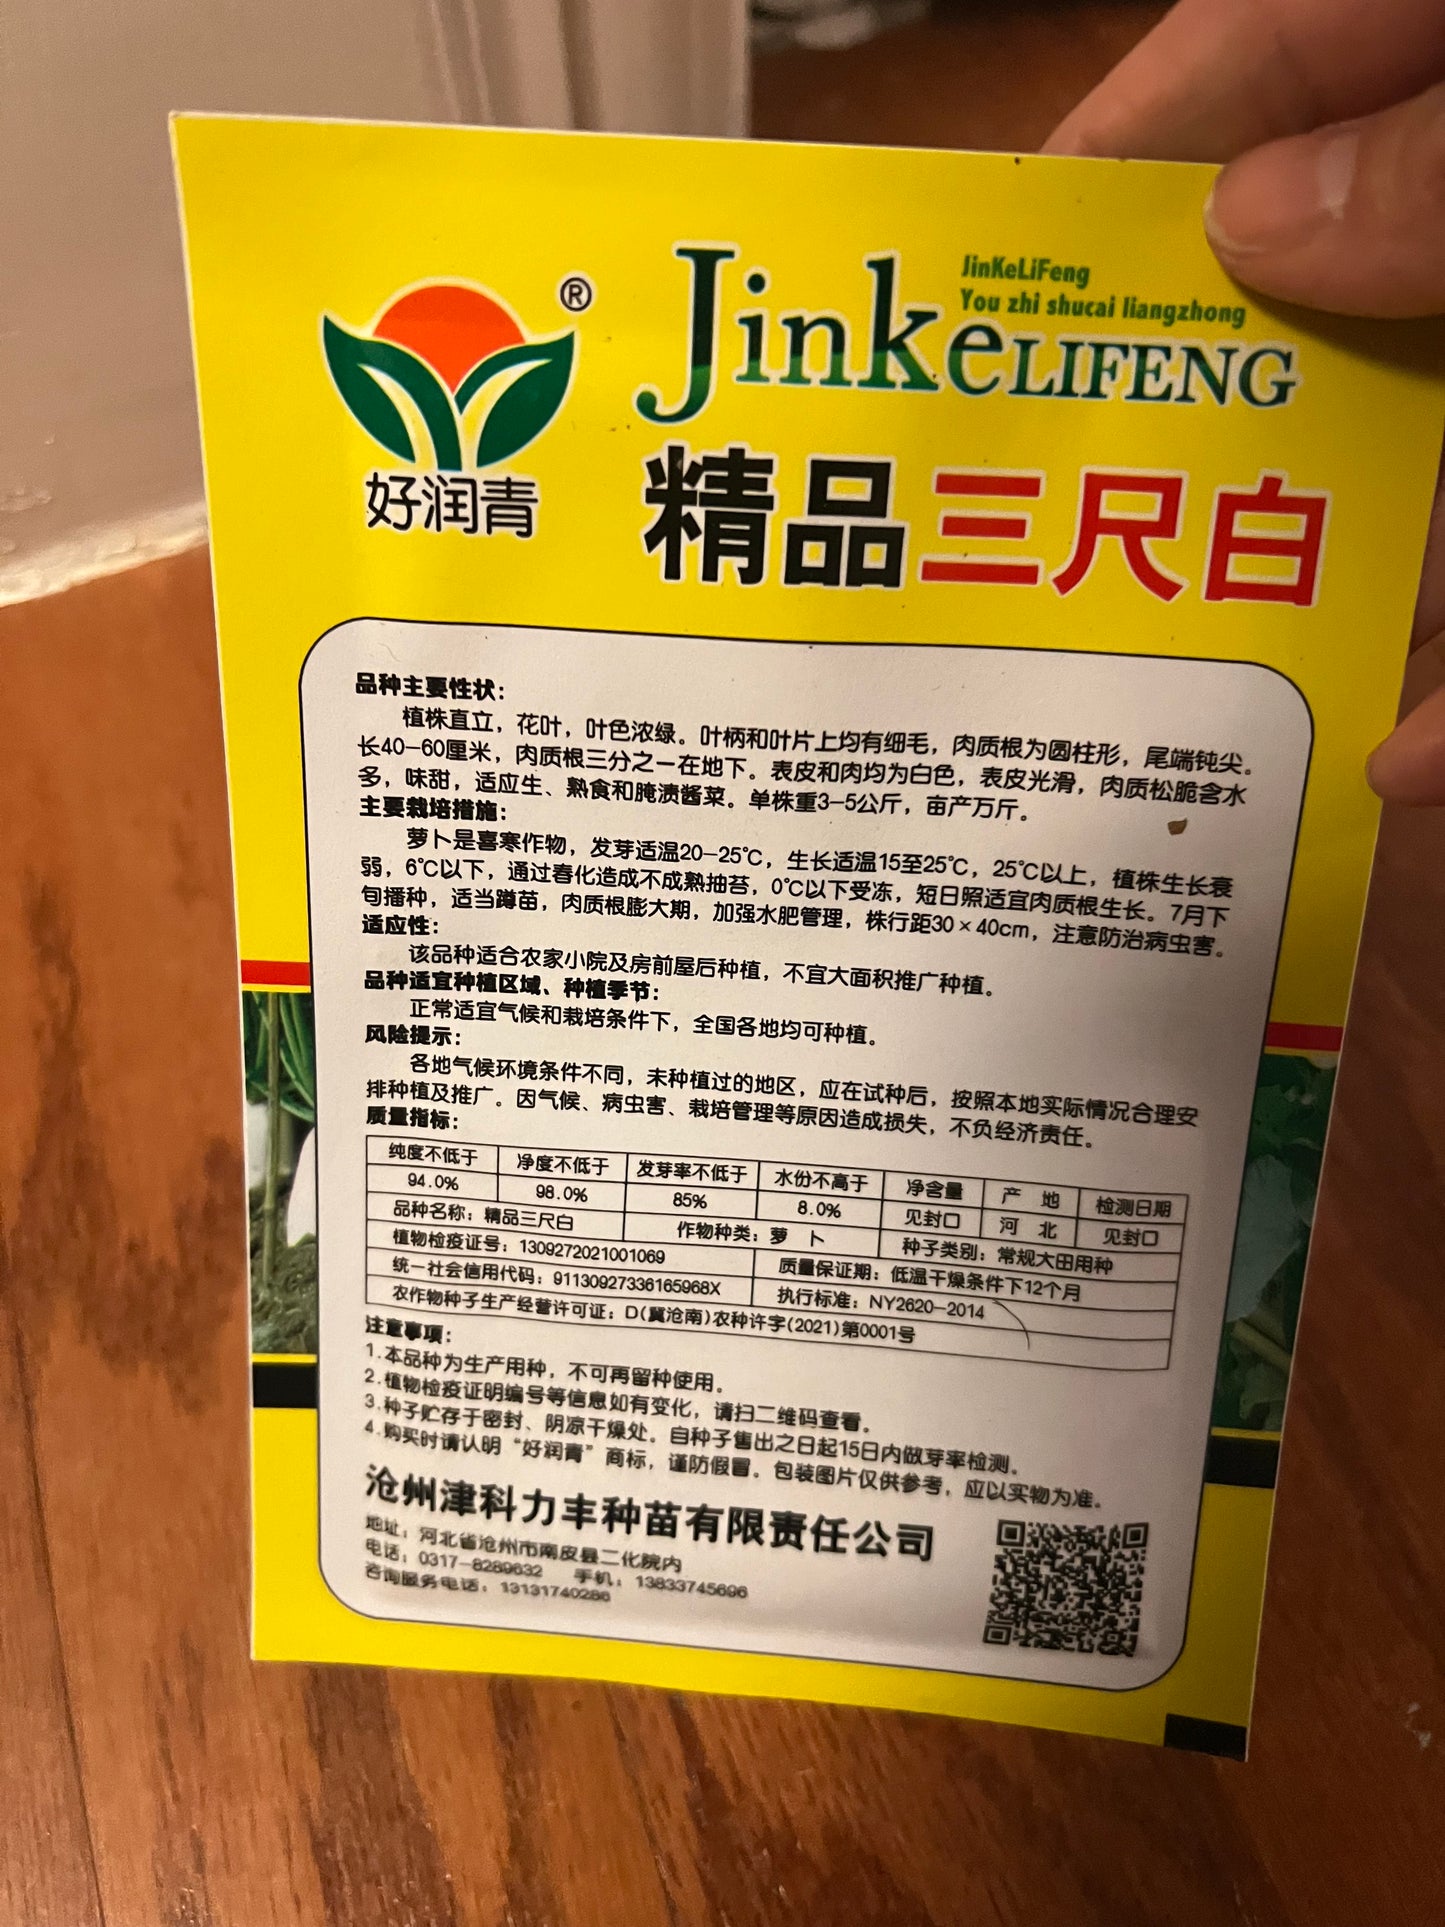 JinKeLiFeng
You zhi shucai liangzhong
JinkeLIFENG
®
好润青
精品三尺白
品种主要性状：
植株直立，花叶，叶色浓绿。叶柄和叶片上均有细毛，肉质根为圆柱形，尾端钝尖。
长40-60厘米，肉质根三分之一在地下。表皮和肉均为白色，表皮光滑，肉质松脆含水
多，味甜，适应生、熟食和腌渍酱菜。单株重3-5公斤，亩产万斤。
主要栽培措施：
萝卜是喜寒作物，发芽适温20-25℃，生长适温15至25℃，25℃以上，植株生长衰
弱，6℃以下，通过春化造成不成熟抽苔，0℃以下受冻，短日照适宜肉质根生长。7月下
旬播种，适当蹲苗，肉质根膨大期，加强水肥管理，株行距30×40cm，注意防治病虫害。
适应性：
该品种适合农家小院及房前屋后种植，不宜大面积推广种植。
品种适宜种植区域、种植季节：
正常适宜气候和栽培条件下，全国各地均可种植。
风险提示：
各地气候环境条件不同，未种植过的地区，应在试种后，按照本地实际情况合理安
排种植及推广。因气候、病虫害、栽培管理等原因造成损失，不负经济责任。
质量指标：
纯度不低于 净度不低于 发芽率不低于 水份不高于 净含量 产 地 检测日期
94.0% 98.0% 85% 8.0% 见封口 河 北 见封口
品种名称：精品三尺白 作物种类：萝 卜 种子类别：常规大田用种
植物检疫证号：1309272021001069 质量保证期：低温干燥条件下12个月
统一社会信用代码：91130927336165968X 执行标准：NY2620-2014
农作物种子生产经营许可证：D(冀沧南)农种许字(2021)第0001号
注意事项：
1.本品种为生产用种，不可再留种使用。
2.植物检疫证明编号等信息如有变化，请扫二维码查看。
3.种子贮存于密封、阴凉干燥处。自种子售出之日起15日内做芽率检测。
4.购买时请认明“好润青”商标，谨防假冒。包装图片仅供参考，应以实物为准。
沧州津科力丰种苗有限责任公司
地址：河北省沧州市南皮县二化院内
电话：0317-8289632 手机：13833745696
咨询服务电话：13131740286